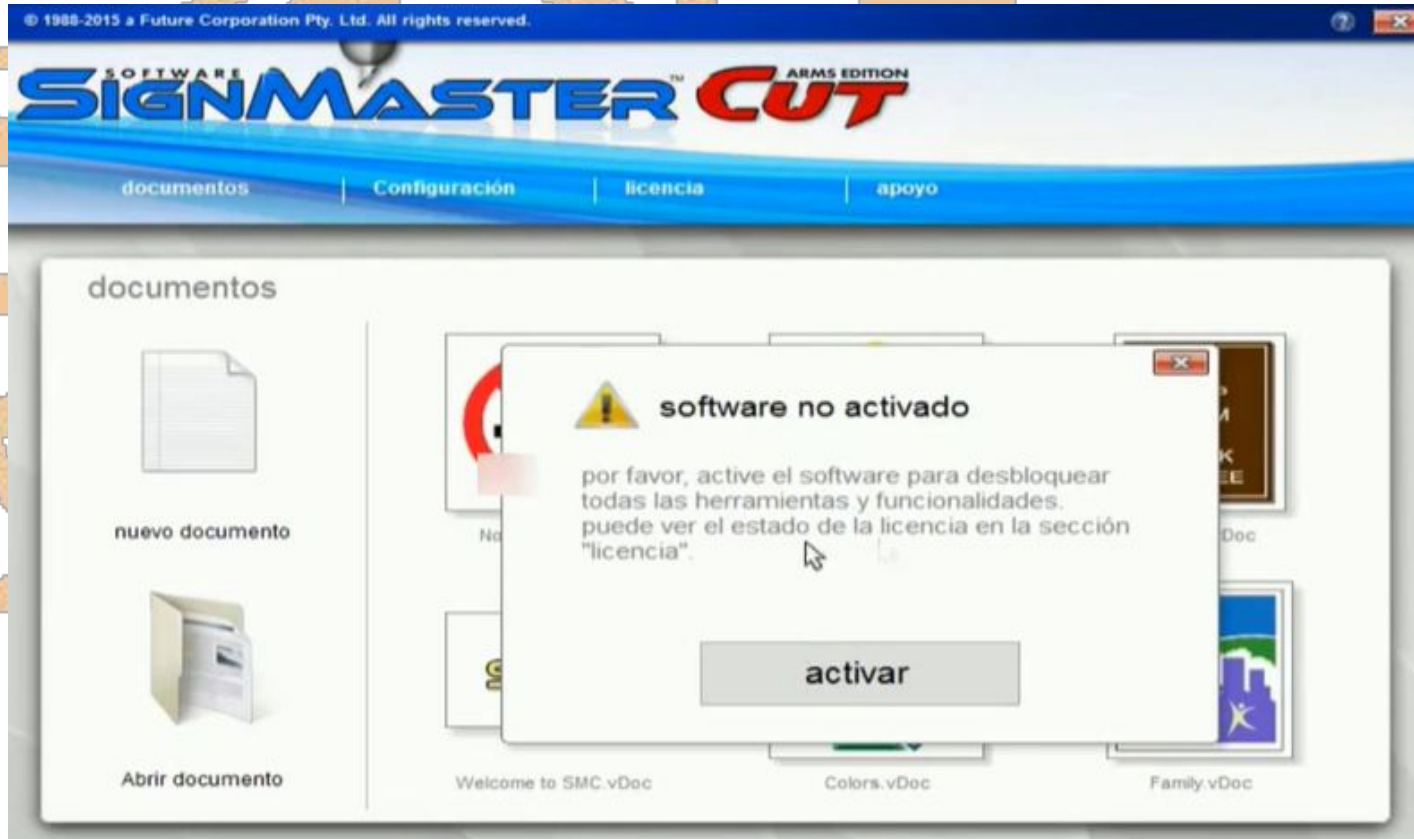 © 1988-2015 a Future Corporation Pty. Ltd. All rights reserved.
SOFTWARE
SIGNMASTER™ CUT
ARMS EDITION
documentos
Configuración
licencia
apoyo
documentos
nuevo documento
Abrir documento
software no activado
por favor, active el software para desbloquear
todas las herramientas y funcionalidades.
puede ver el estado de la licencia en la sección
"licencia".
activar
Welcome to SMC.vDoc
Colors.vDoc
Family.vDoc